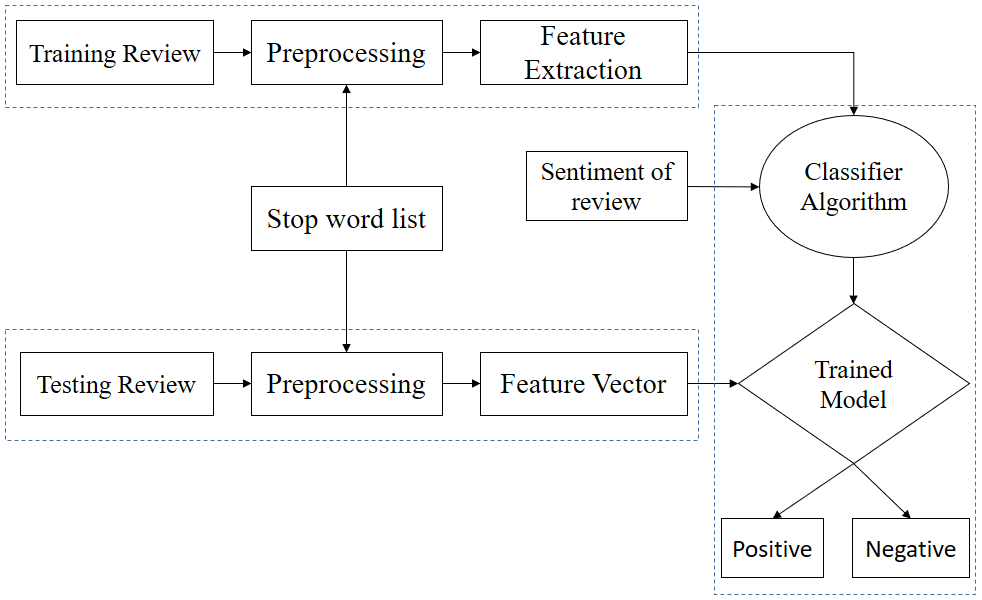 Training Review
Preprocessing
Feature
Extraction
Sentiment of
review
Classifier
Algorithm
Stop word list
Testing Review
Preprocessing
Feature Vector
Trained
Model
Positive
Negative